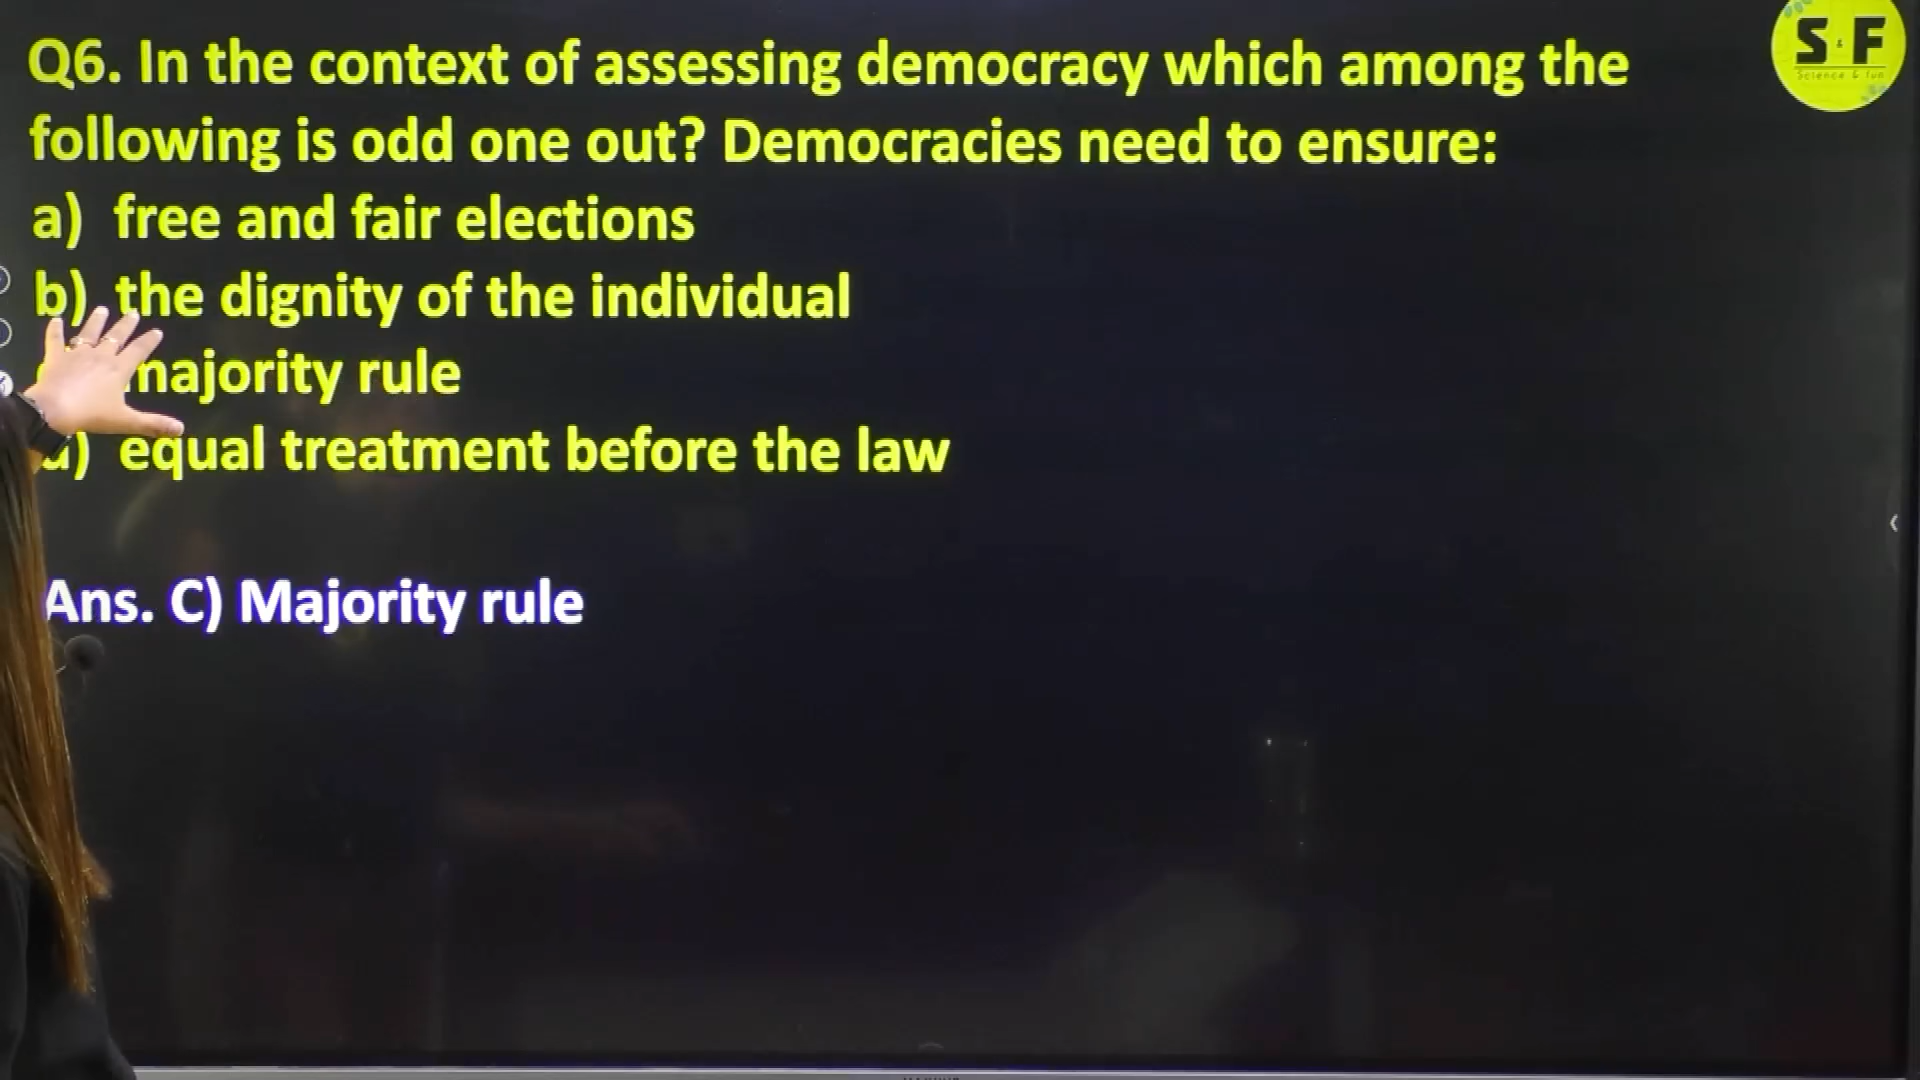 Q6. In the context of assessing democracy which among the
following is odd one out? Democracies need to ensure:
a) free and fair elections
b) the dignity of the individual
majority rule
d) equal treatment before the law
Ans. C) Majority rule
S & F
Science & fun